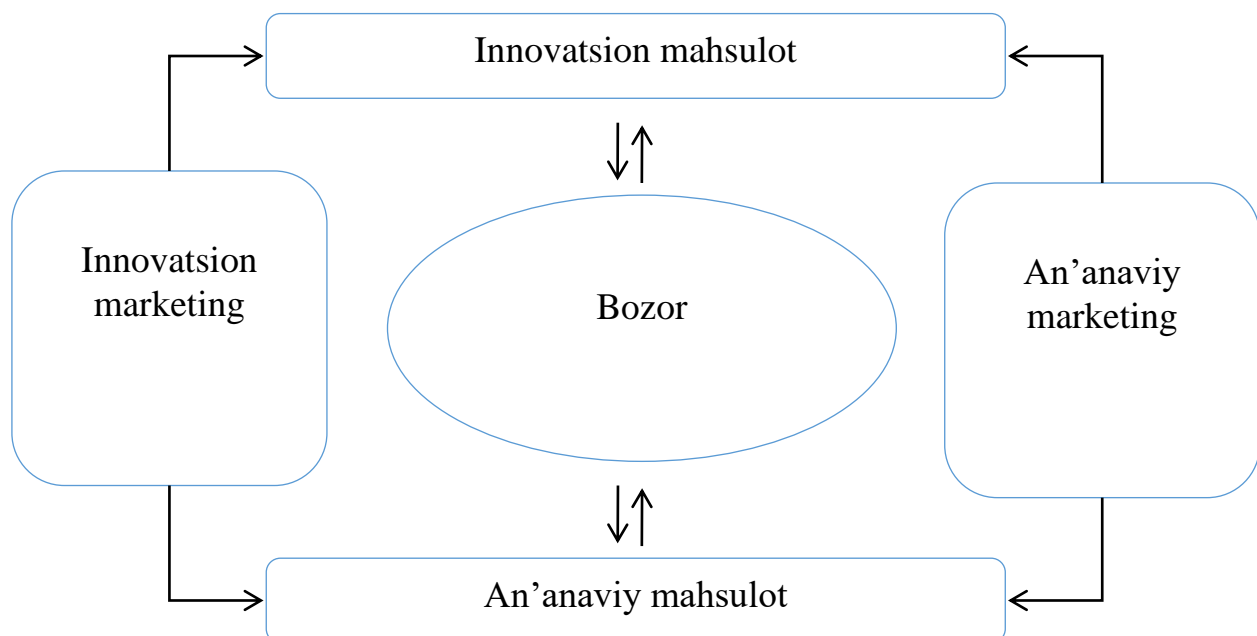 Innovatsion mahsulot
Innovatsion
marketing
Bozor
An’anaviy
marketing
An’anaviy mahsulot